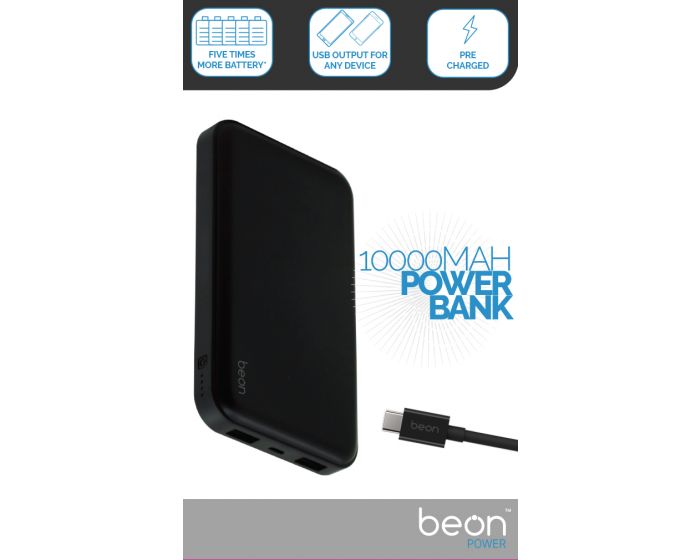 FIVE TIMES
MORE BATTERY*
USB OUTPUT FOR
ANY DEVICE
PRE
CHARGED
10000MAH
POWER
BANK
beon
beon
beon™
POWER